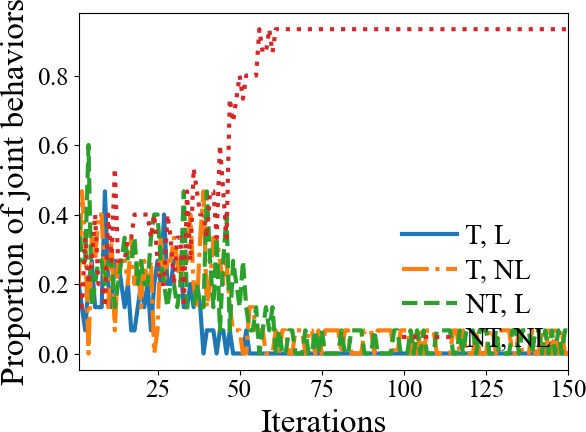 Proportion of joint behaviors
0.8
0.6
0.4
0.2
0.0
T, L
T, NL
NT, L
NT, NL
25 50 75 100 125 150
Iterations